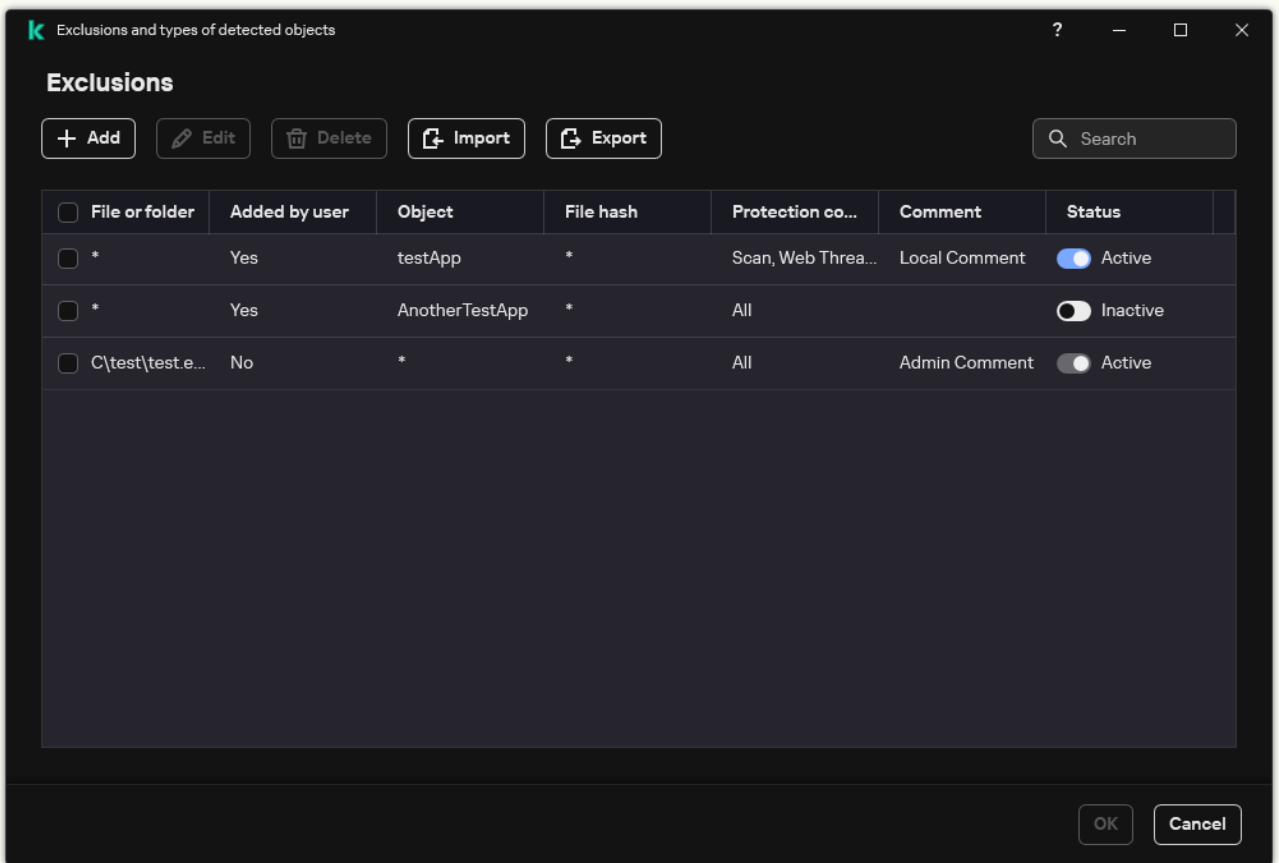 Exclusions and types of detected objects ?
Exclusions
Add Edit Delete Import Export Search
File or folder Added by user Object File hash Protection co... Comment Status
* Yes testApp * Scan, Web Threa... Local Comment Active
* Yes AnotherTestApp * All Inactive
C\test\test.e... No * * All Admin Comment Active
OK Cancel